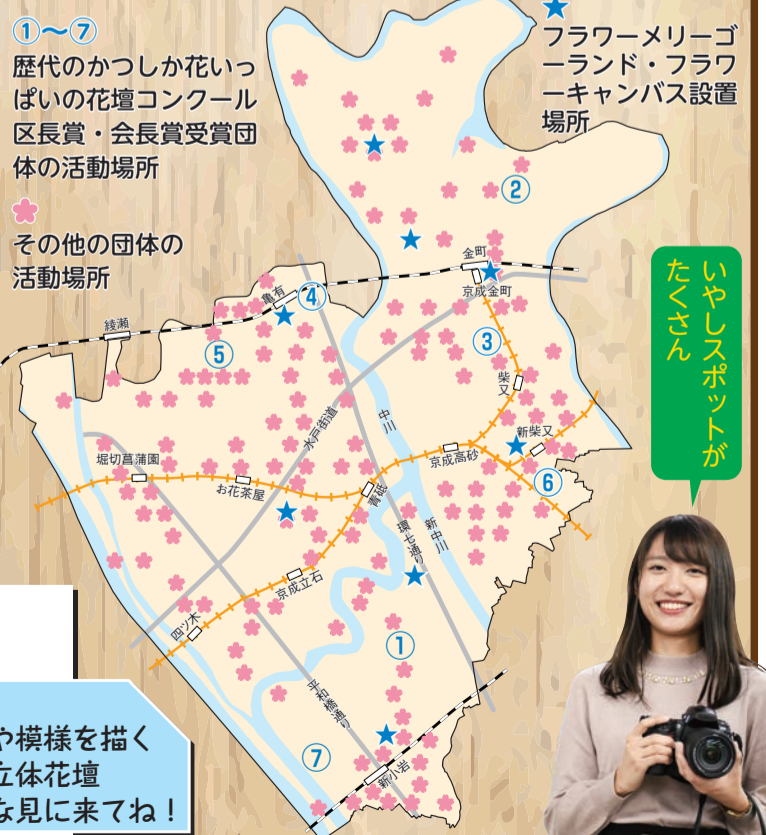 ①～⑦
歴代のかつしか花いっ
ぱいの花壇コンクール
区長賞・会長賞受賞団
体の活動場所
その他の団体の
活動場所
フラワーメリーゴ
ーランド・フラワ
ーキャンバス設置
場所
いやしスポットが
たくさん
②
金町
京成金町
亀有
④
綾瀬
⑤
③
柴又
水戸街道
中川
新柴又
京成高砂
堀切菖蒲園
お花茶屋
青砥
⑥
環七通り
新中川
京成立石
四ツ木
①
平和橋通り
⑦
新小岩
や模様を描く
立体花壇
な見に来てね！